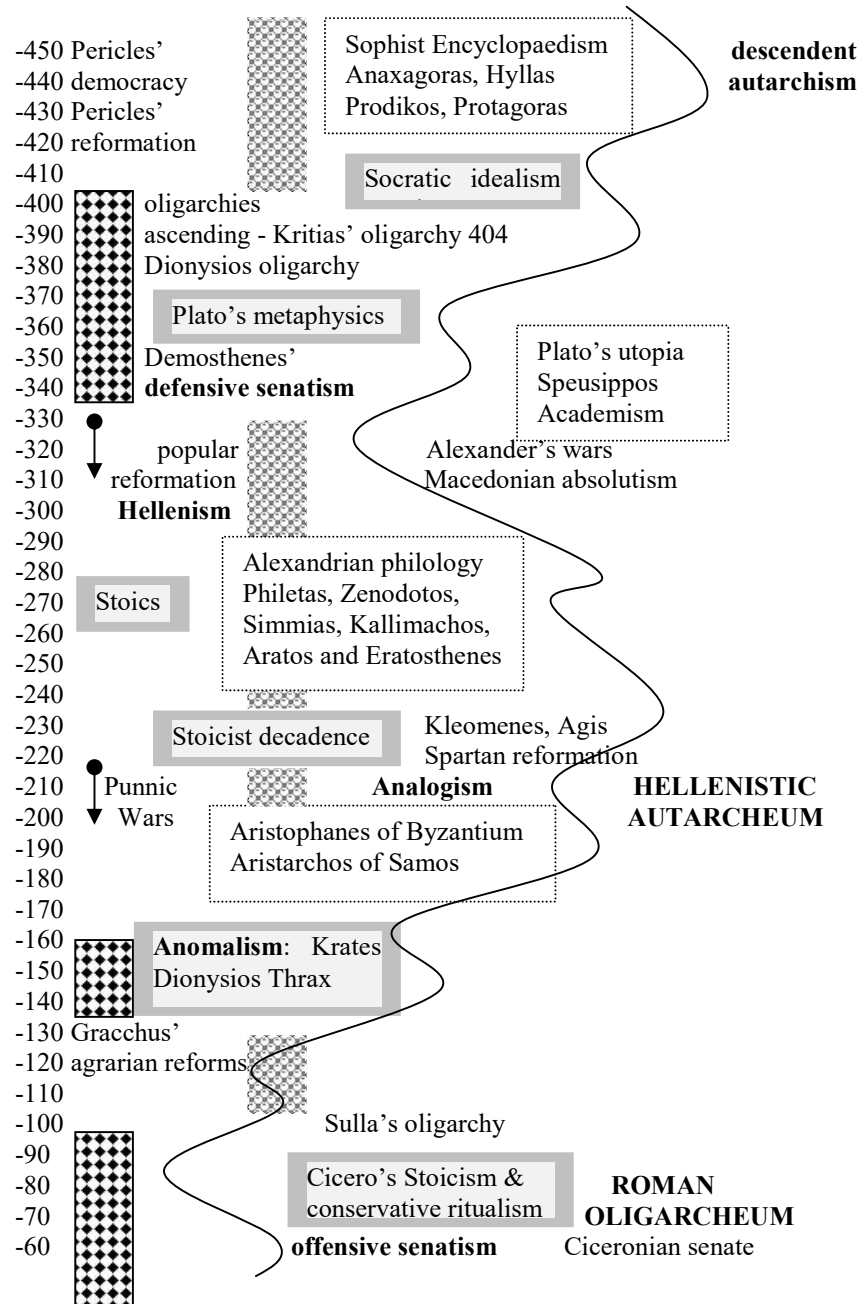 Sophist Encyclopaedism
-450 Pericles’ Anaxagoras, Hyllas descendent
-440 democracy Prodikos, Protagoras autarchism
-430 Pericles’
-420 reformation
-410 Socratic idealism
-400 oligarchies
-390 ascending - Kritias’ oligarchy 404
-380 Dionysios oligarchy
-370
-360 Plato’s metaphysics
Plato’s utopia
-350 Demosthenes’ Speusippos
-340 defensive senatism Academism
-330
-320 popular Alexander’s wars
-310 reformation Macedonian absolutism
-300 Hellenism
-290
-280 Alexandrian philology
-270 Stoics Philetas, Zenodotos,
-260 Simmias, Kallimachos,
-250 Aratos and Eratosthenes
-240
-230 Stoicist decadence Kleomenes, Agis
-220 Spartan reformation
-210 Punnic Analogism HELLENISTIC
-200 Wars AUTARCHEUM
Aristophanes of Byzantium
-190 Aristarchos of Samos
-180
-170
-160 Anomalism: Krates
-150 Dionysios Thrax
-140
-130 Gracchus’
-120 agrarian reforms
-110
-100 Sulla’s oligarchy
-90
-80 Cicero’s Stoicism & ROMAN
-70 conservative ritualism OLIGARCHEUM
-60 offensive senatism Ciceronian senate